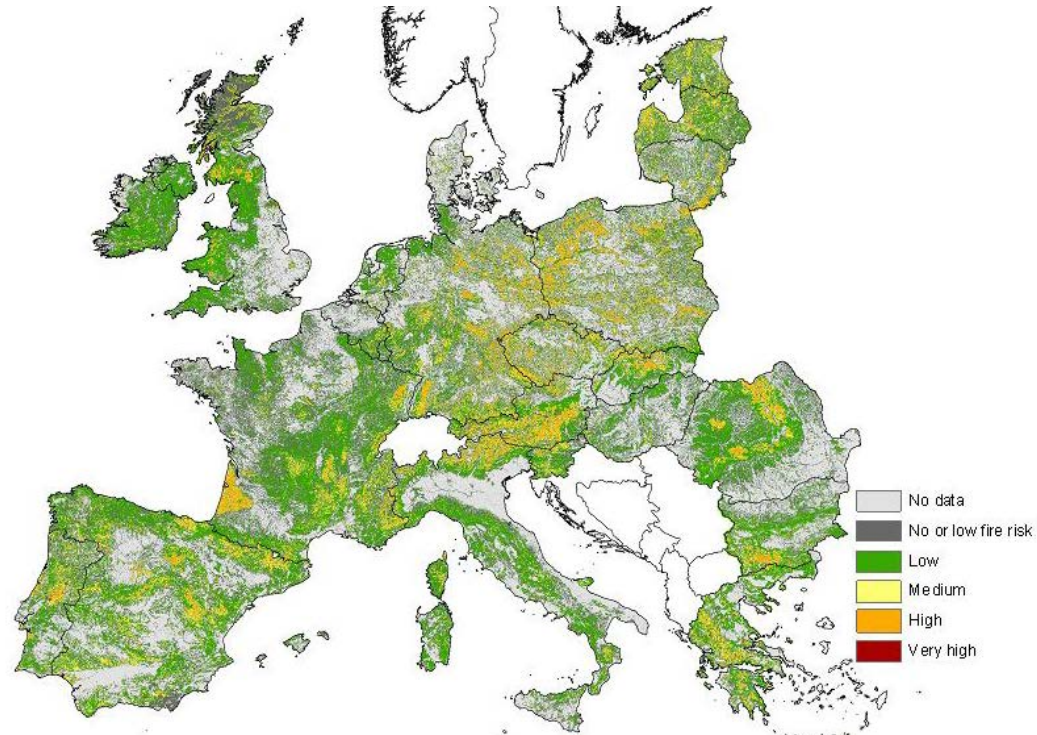 No data
No or low fire risk
Low
Medium
High
Very high